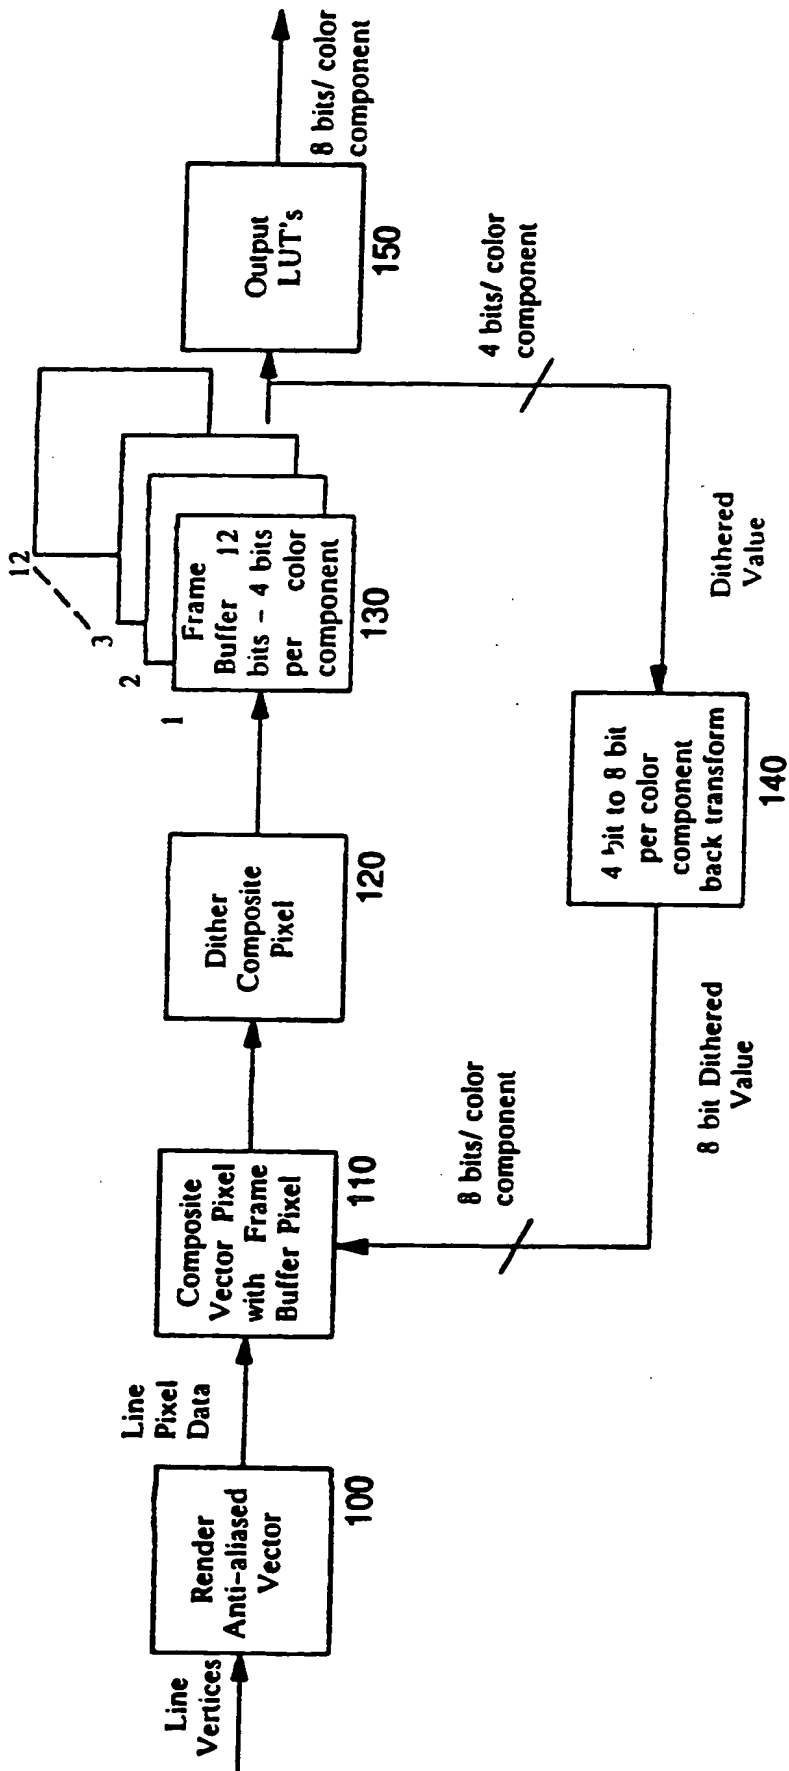 Line
Vertices
Render
Anti-aliased
Vector
100
Line
Pixel
Data
Composite
Vector Pixel
with Frame
Buffer Pixel
110
Dither
Composite
Pixel
120
1
2
3
12
Frame
Buffer 12
bits - 4 bits
per color
component
130
Output
LUT's
150
8 bits/ color
component
4 bits/ color
component
Dithered
Value
4 bit to 8 bit
per color
component
back transform
140
8 bit Dithered
Value
8 bits/ color
component